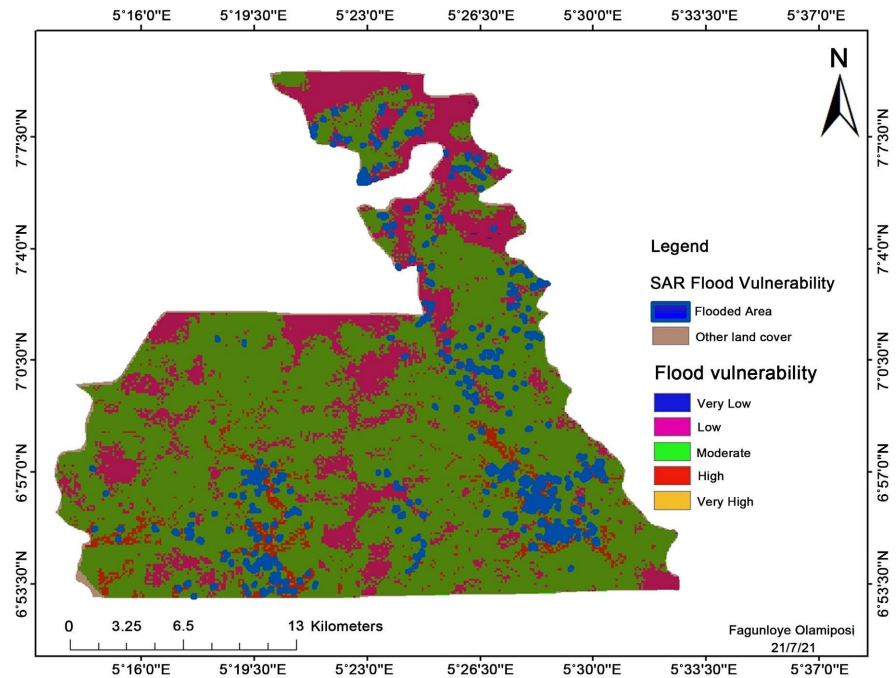 5°16'0"E 5°19'30"E 5°23'0"E 5°26'30"E 5°30'0"E 5°33'30"E 5°37'0"E
N
7°7'30"N 7°7'30"N
7°4'0"N 7°4'0"N
Legend
SAR Flood Vulnerability
Flooded Area
Other land cover
7°0'30"N 7°0'30"N
Flood vulnerability
Very Low
Low
Moderate
High
Very High
6°57'0"N 6°57'0"N
6°53'30"N 6°53'30"N
0 3.25 6.5 13 Kilometers
Fagunloye Olamiposi
21/7/21
5°16'0"E 5°19'30"E 5°23'0"E 5°26'30"E 5°30'0"E 5°33'30"E 5°37'0"E